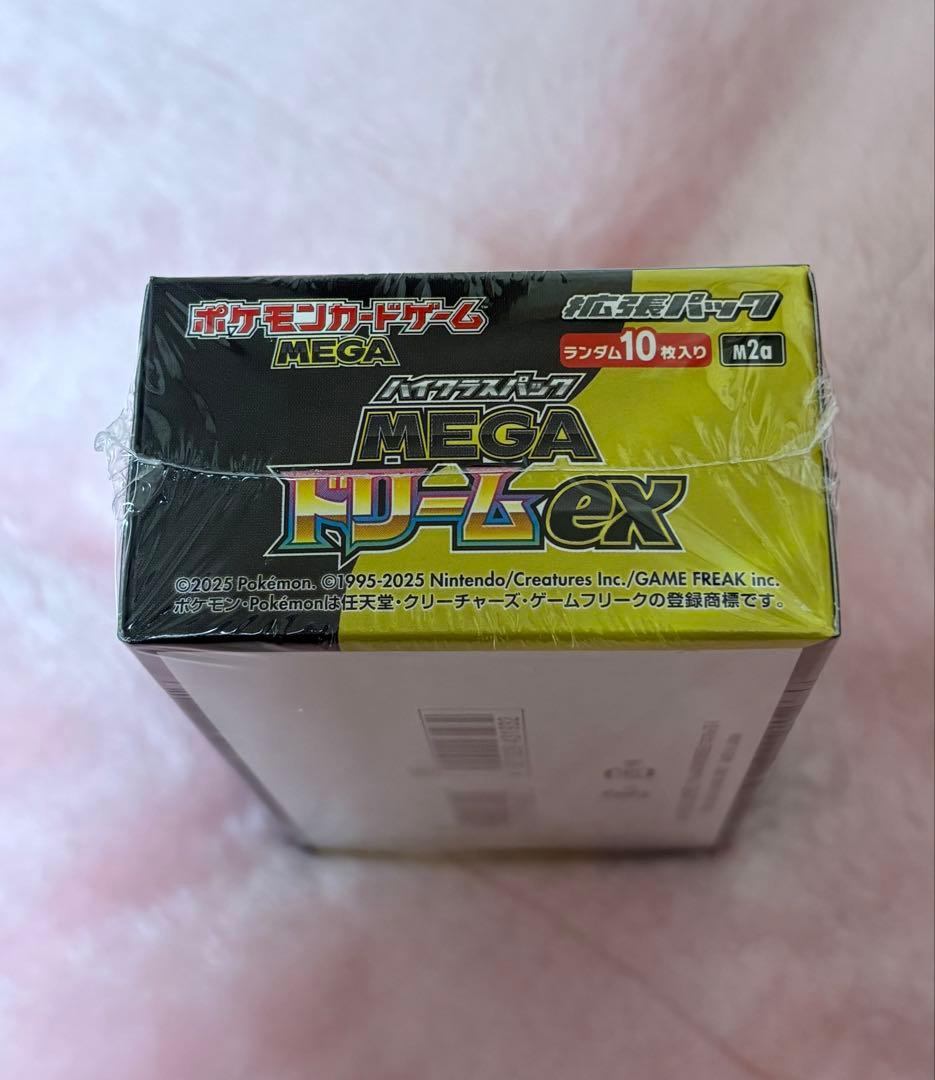 ポケモンカードゲーム
MEGA
拡張パック
ランダム10枚入り
M2a
ハイクラスパック
MEGA
ドリームex
©2025 Pokémon. ©1995-2025 Nintendo/Creatures Inc./GAME FREAK inc.
ポケモン・Pokémonは任天堂・クリーチャーズ・ゲームフリークの登録商標です。